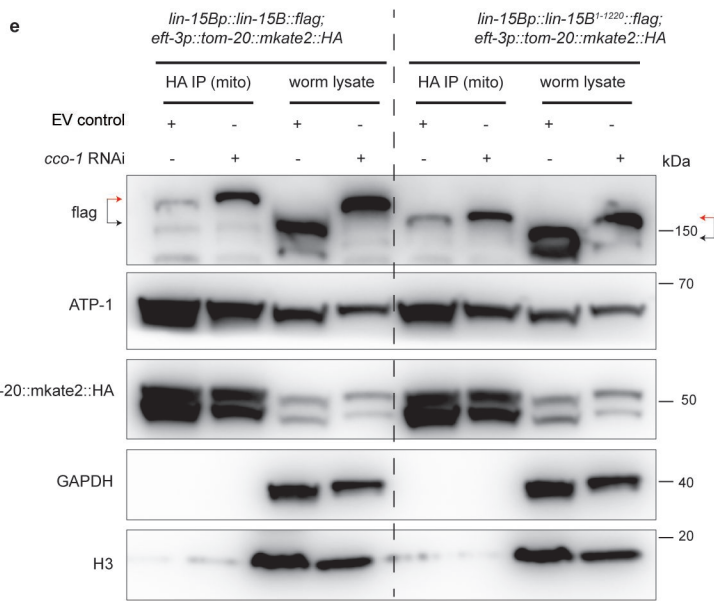 e
lin-15Bp::lin-15B::flag;
eft-3p::tom-20::mkate2::HA
lin-15Bp::lin-15B¹⁻¹²²⁰::flag;
eft-3p::tom-20::mkate2::HA
HA IP (mito) worm lysate HA IP (mito) worm lysate
EV control + - + - + - + -
cco-1 RNAi - + - + - + - + kDa
flag 150
70
ATP-1
-20::mkate2::HA 50
GAPDH 40
20
H3